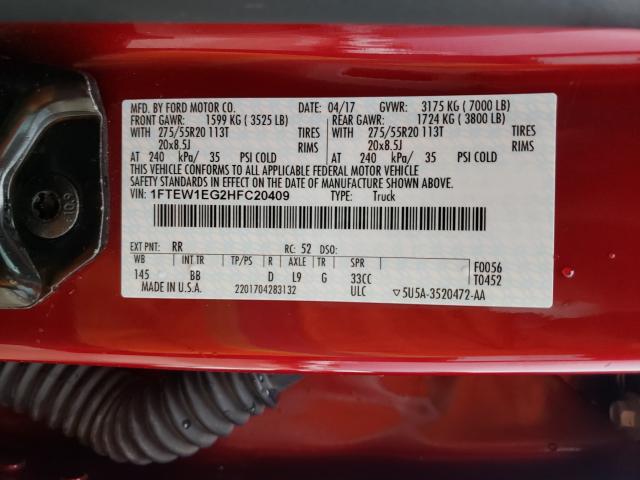 MFD. BY FORD MOTOR CO. 04/17 GVWR: 3175 KG ( 7000 LB)
FRONT GAWR: 1599 KG ( 3525 LB) REAR GAWR: 1724 KG ( 3800 LB)
WITH 275/55R20 113T TIRES WITH 275/55R20 113T TIRES
20x8.5J RIMS 20x8.5J RIMS
AT 240 kPa/ 35 PSI COLD AT 240 kPa/ 35 PSI COLD
THIS VEHICLE CONFORMS TO ALL APPLICABLE FEDERAL MOTOR VEHICLE
SAFETY AND THEFT PREVENTION STANDARDS IN EFFECT ON THE DATE OF MANUFACTURE SHOWN ABOVE.
VIN: 1FTEW1EG2HFC20409 TYPE: Truck
EXT PNT: RR RC: 52 DSO:
WB INT TR TP/PS R AXLE TR SPR F0056
145 BB D L9 G 33CC T0452
MADE IN U.S.A. 2201704283132 ULC ▽5U5A-3520472-AA